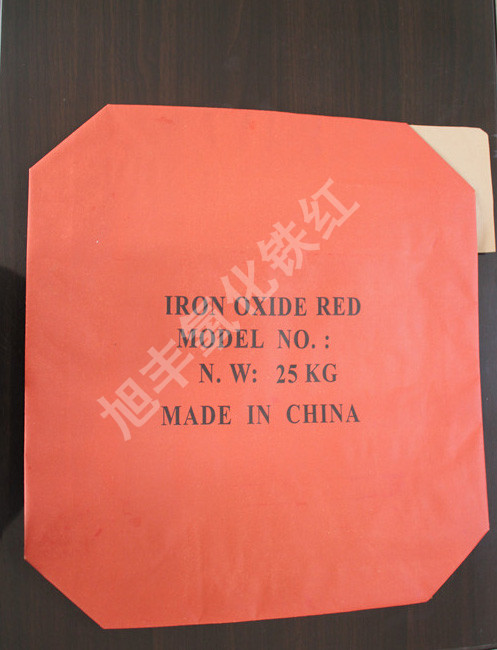 IRON OXIDE RED
MODEL NO. :
N. W: 25 KG
MADE IN CHINA
旭丰氧化铁红